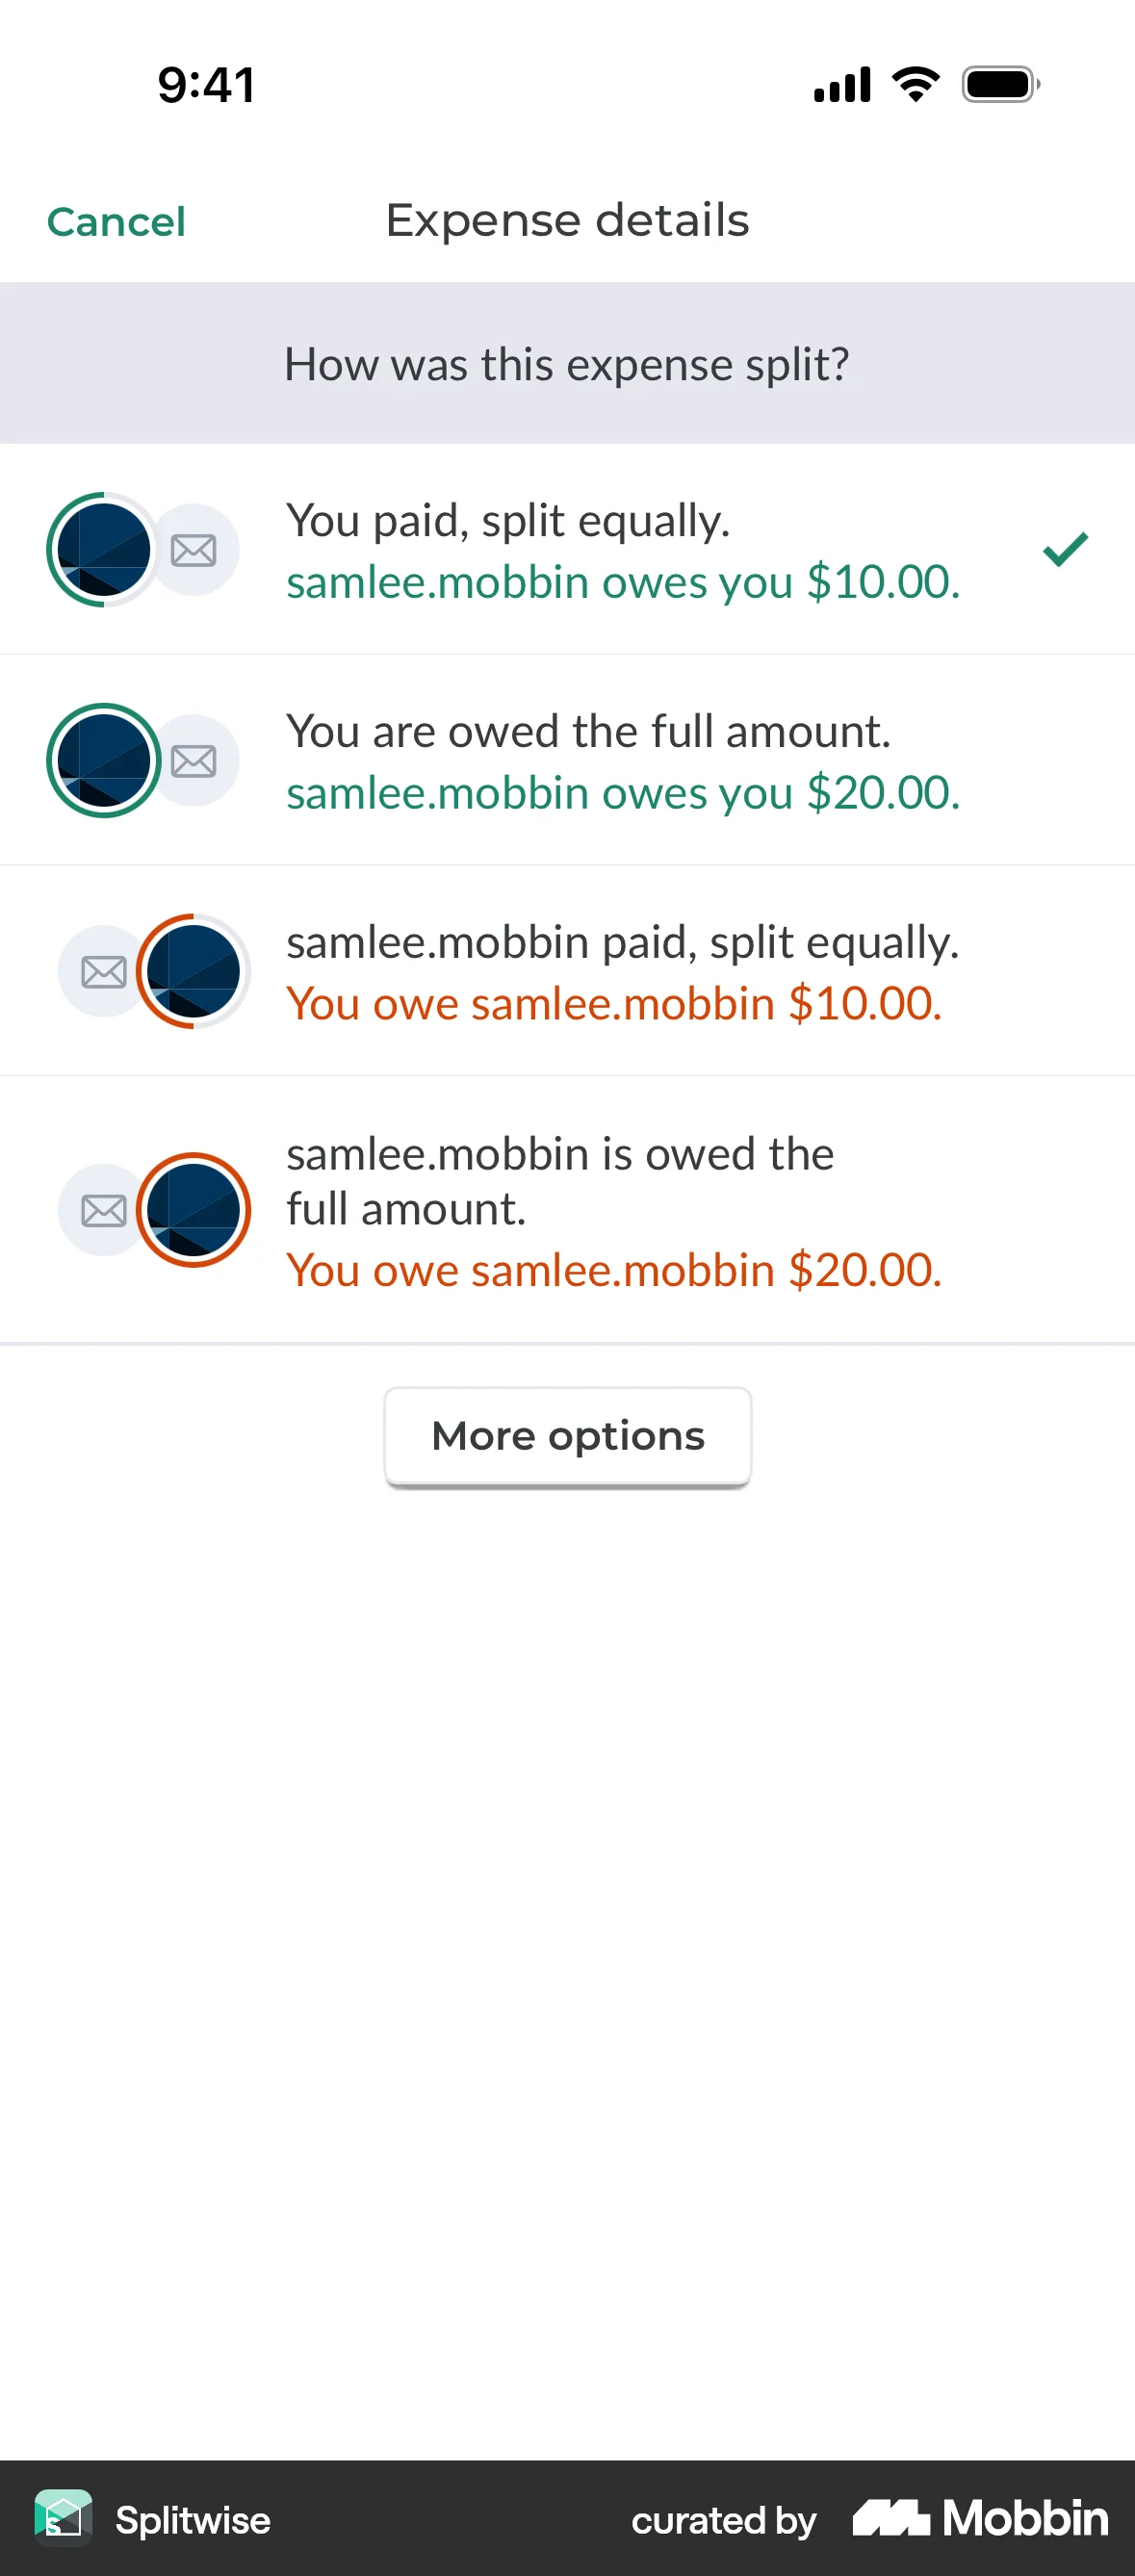 9:41
Cancel
Expense details
How was this expense split?
You paid, split equally.
samlee.mobbin owes you $10.00.
You are owed the full amount.
samlee.mobbin owes you $20.00.
samlee.mobbin paid, split equally.
You owe samlee.mobbin $10.00.
samlee.mobbin is owed the
full amount.
You owe samlee.mobbin $20.00.
More options
Splitwise
curated by
Mobbin